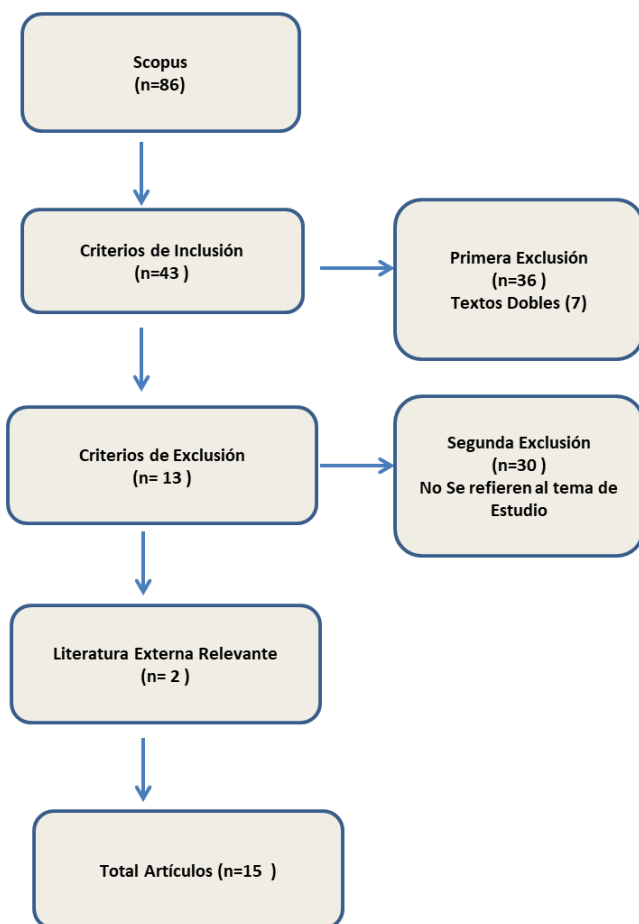 Scopus
(n=86)
Criterios de Inclusión
(n=43 )
Primera Exclusión
(n=36 )
Textos Dobles (7)
Criterios de Exclusión
(n= 13 )
Segunda Exclusión
(n=30 )
No Se refieren al tema de
Estudio
Literatura Externa Relevante
(n= 2 )
Total Artículos (n=15 )